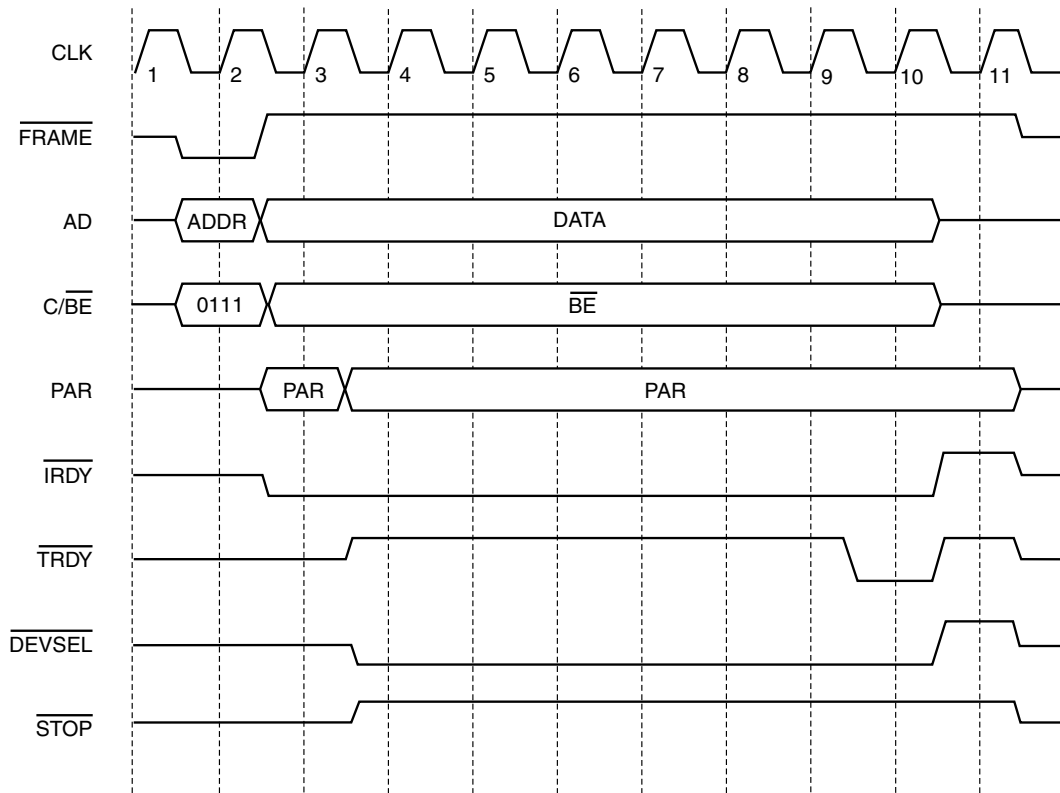 CLK
1 2 3 4 5 6 7 8 9 10 11
FRAME
AD ADDR DATA
C/BE 0111 BE
PAR PAR PAR
IRDY
TRDY
DEVSEL
STOP